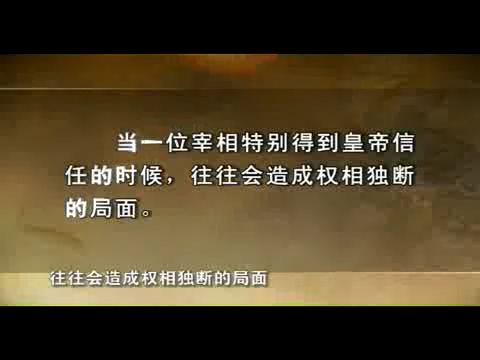 当一位宰相特别得到皇帝信
任的时候，往往会造成权相独断
的局面。
往往会造成权相独断的局面